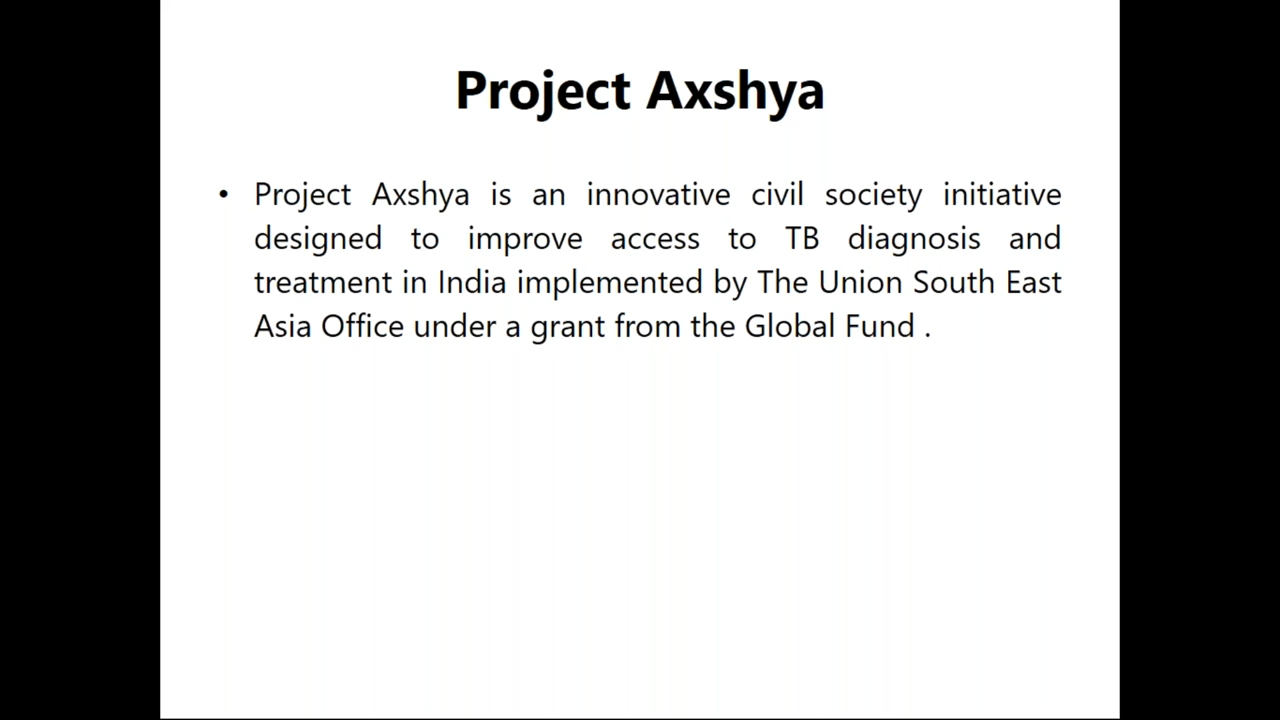 Project Axshya
• Project Axshya is an innovative civil society initiative
designed to improve access to TB diagnosis and
treatment in India implemented by The Union South East
Asia Office under a grant from the Global Fund .